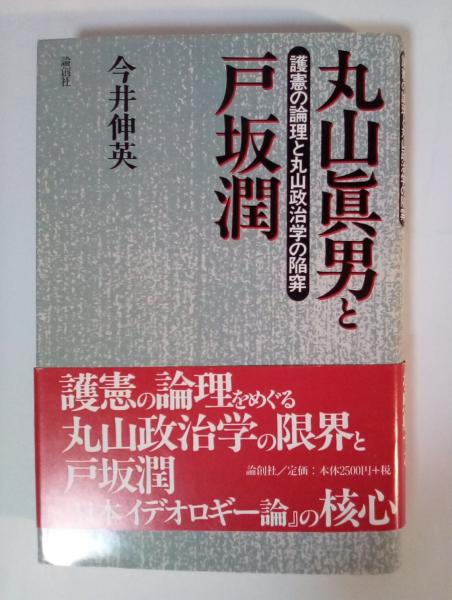 丸山眞男と
戸坂潤
護憲の論理と丸山政治学の陥穽
今井伸英
論創社
護憲の論理をめぐる
丸山政治学の限界と
戸坂潤
本イデオロギー論』の核心
論創社/定価:本体2500円+税